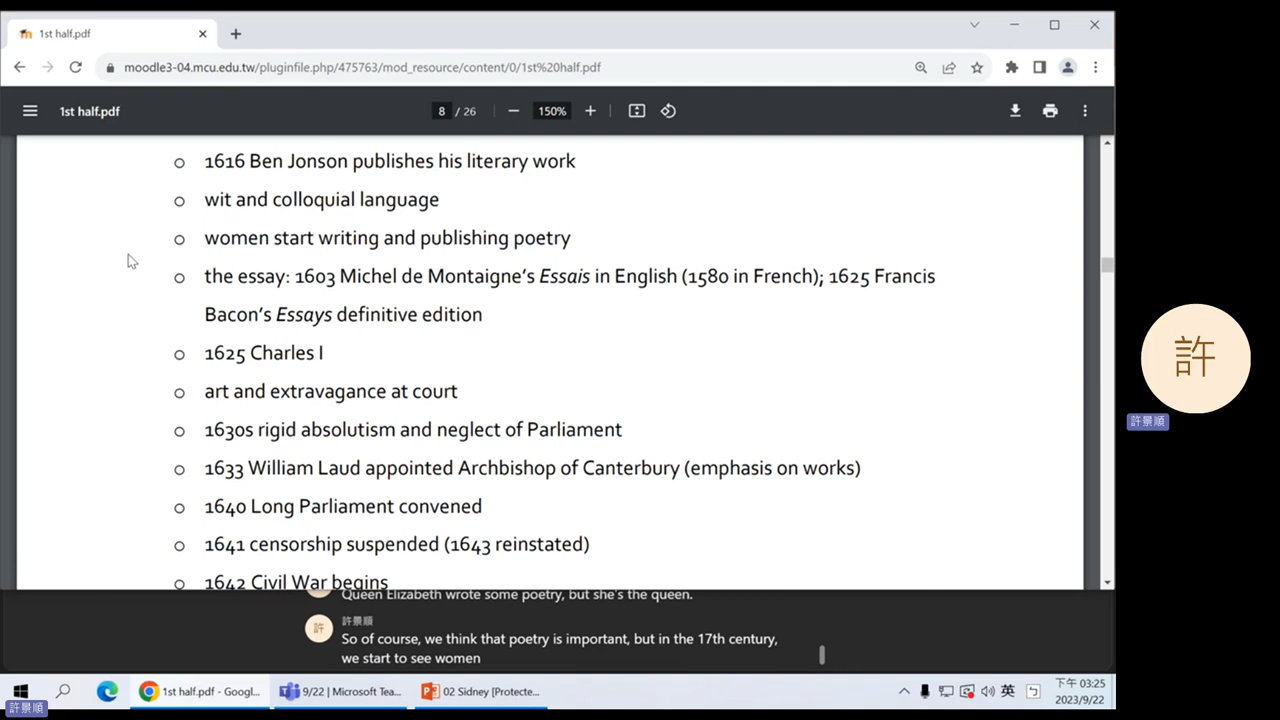 1st half.pdf
moodle3-04.mcu.edu.tw/pluginfile.php/475763/mod_resource/content/0/1st%20half.pdf
1st half.pdf
8 / 26
150%
1616 Ben Jonson publishes his literary work
wit and colloquial language
women start writing and publishing poetry
the essay: 1603 Michel de Montaigne's Essais in English (1580 in French); 1625 Francis
Bacon's Essays definitive edition
1625 Charles I
art and extravagance at court
1630s rigid absolutism and neglect of Parliament
1633 William Laud appointed Archbishop of Canterbury (emphasis on works)
1640 Long Parliament convened
1641 censorship suspended (1643 reinstated)
1642 Civil War begins
Queen Elizabeth wrote some poetry, but she's the queen.
許
許景順
So of course, we think that poetry is important, but in the 17th century,
we start to see women
許
許景順
1st half.pdf - Googl...
9/22 | Microsoft Tea...
02 Sidney [Protecte...
英
下午 03:25
2023/9/22
許景順